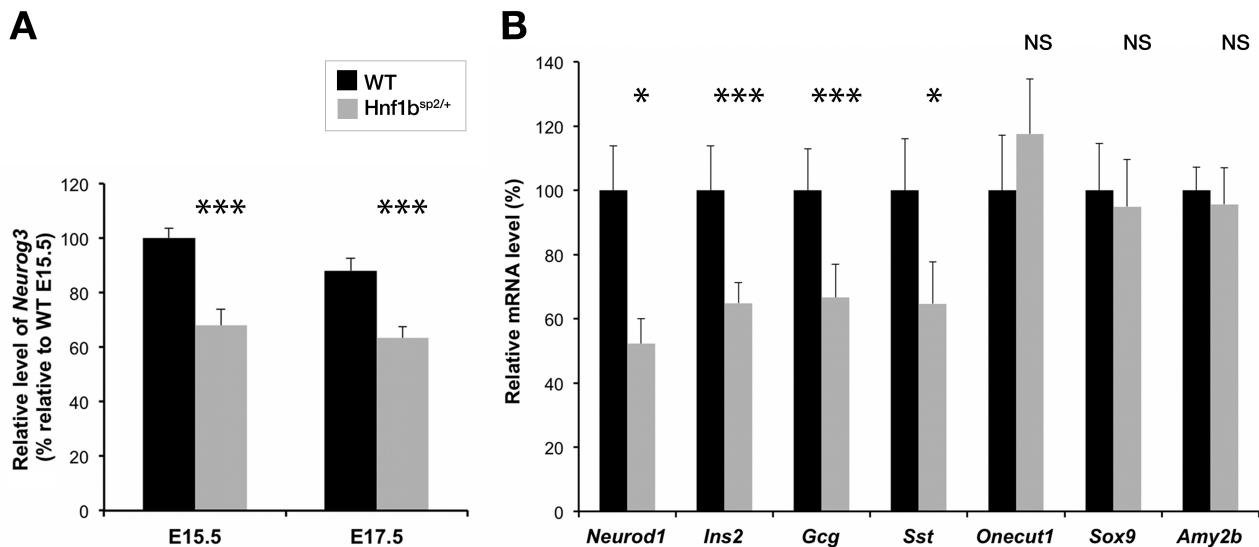 A
WT
Hnf1bsp2/+
Relative level of Neurog3
(% relative to WT E15.5)
120
100
80
60
40
20
0
***
***
E15.5
E17.5
B
NS
NS
NS
Relative mRNA level (%)
140
120
100
80
60
40
20
0
*
***
***
*
Neurod1
Ins2
Gcg
Sst
Onecut1
Sox9
Amy2b